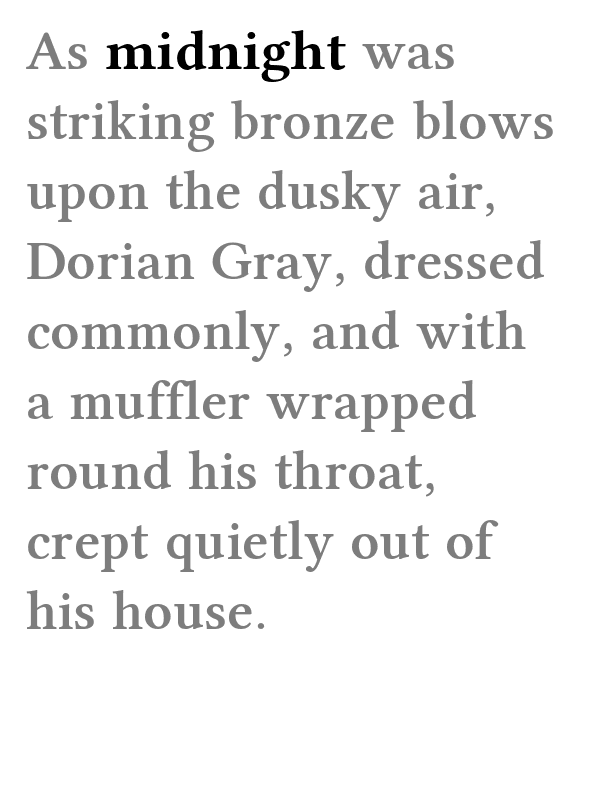 As midnight was
striking bronze blows
upon the dusky air,
Dorian Gray, dressed
commonly, and with
a muffler wrapped
round his throat,
crept quietly out of
his house.